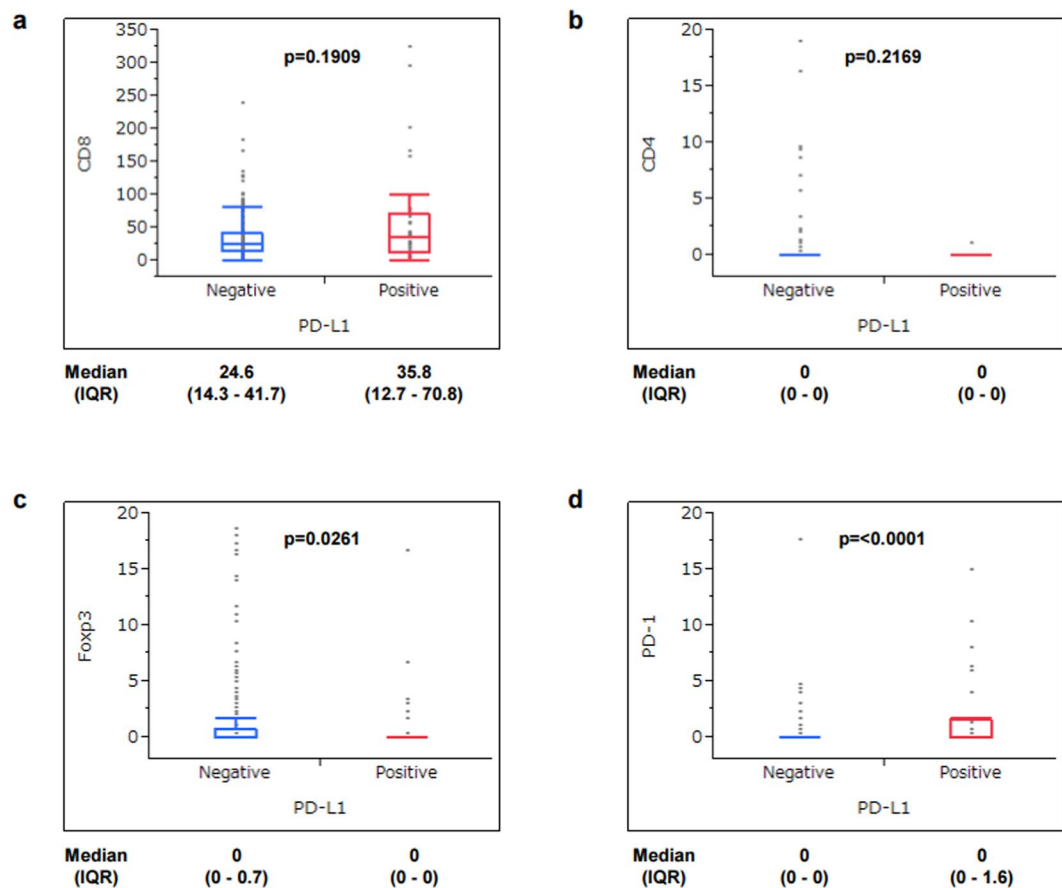 a
350
300
250
200
150
100
50
0
CD8
p=0.1909
Negative Positive
PD-L1
Median 24.6 35.8
(IQR) (14.3 - 41.7) (12.7 - 70.8)
b
20
15
10
5
0
CD4
p=0.2169
Negative Positive
PD-L1
Median 0 0
(IQR) (0 - 0) (0 - 0)
c
20
15
10
5
0
Foxp3
p=0.0261
Negative Positive
PD-L1
Median 0 0
(IQR) (0 - 0.7) (0 - 0)
d
20
15
10
5
0
PD-1
p=<0.0001
Negative Positive
PD-L1
Median 0 0
(IQR) (0 - 0) (0 - 1.6)